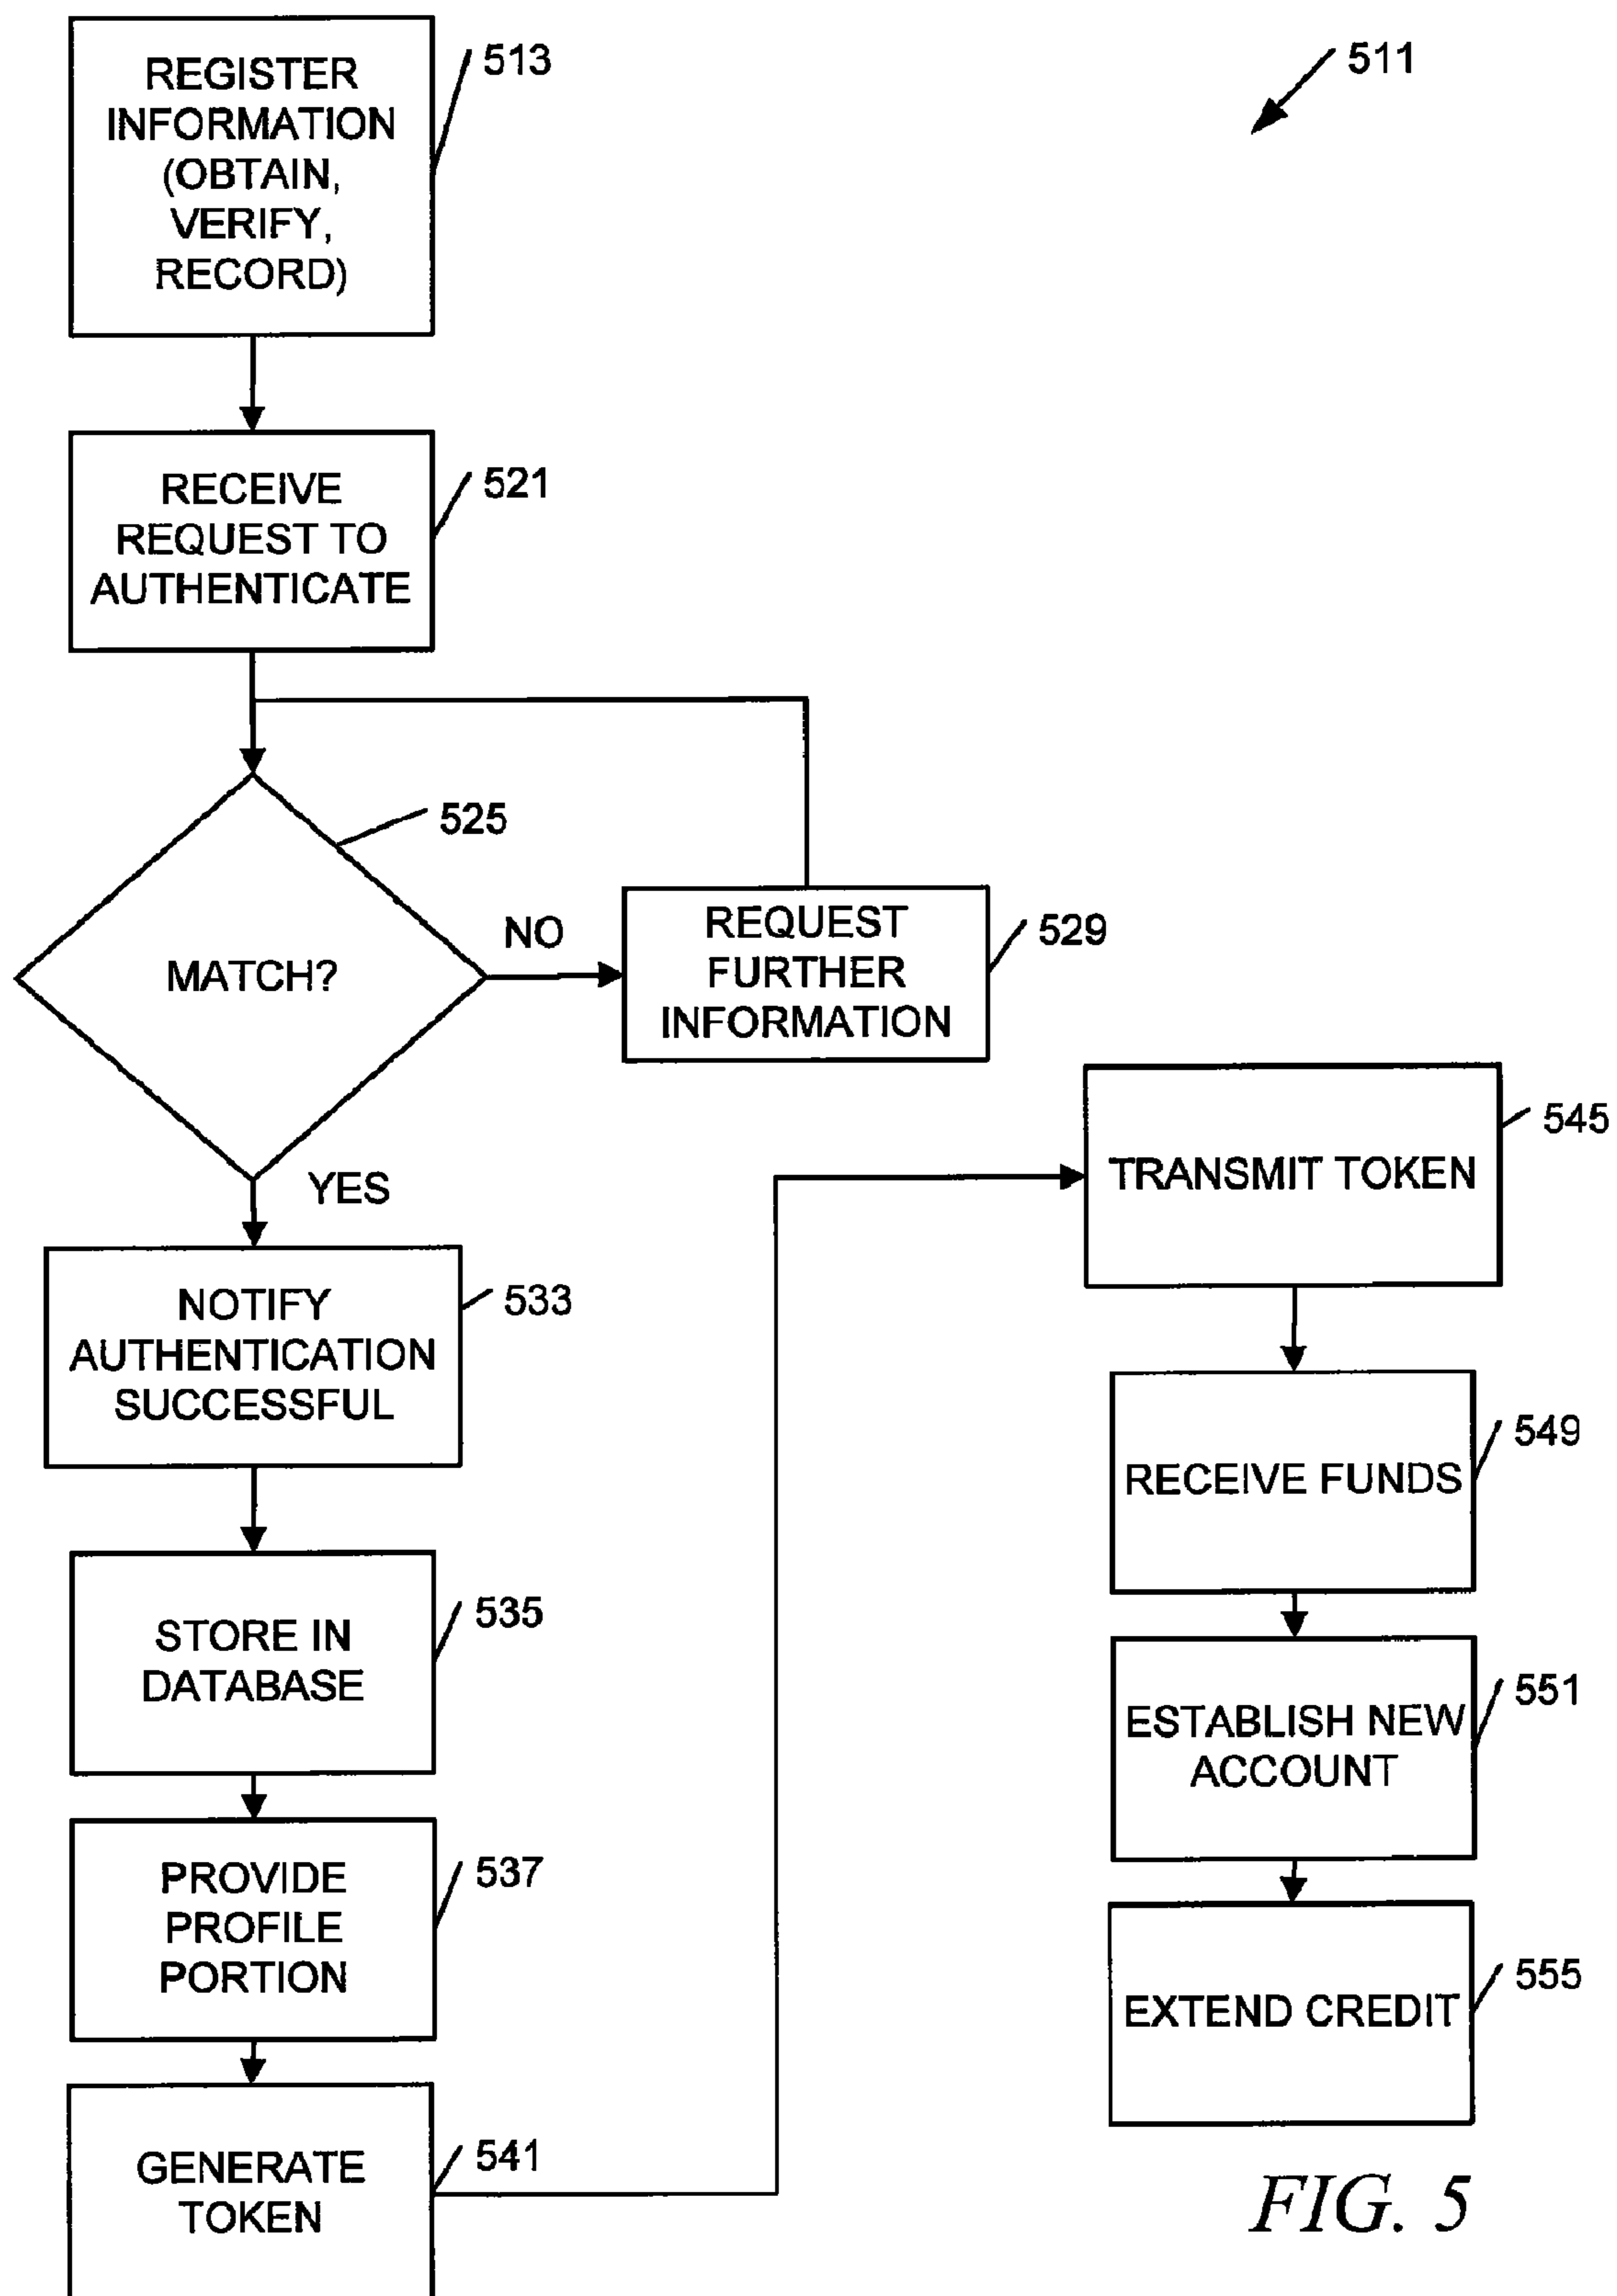 REGISTER
INFORMATION
(OBTAIN,
VERIFY,
RECORD)
513
511
RECEIVE
REQUEST TO
AUTHENTICATE
521
MATCH?
525
NO
REQUEST
FURTHER
INFORMATION
529
YES
NOTIFY
AUTHENTICATION
SUCCESSFUL
533
STORE IN
DATABASE
535
PROVIDE
PROFILE
PORTION
537
GENERATE
TOKEN
541
TRANSMIT TOKEN
545
RECEIVE FUNDS
549
ESTABLISH NEW
ACCOUNT
551
EXTEND CREDIT
555
FIG. 5